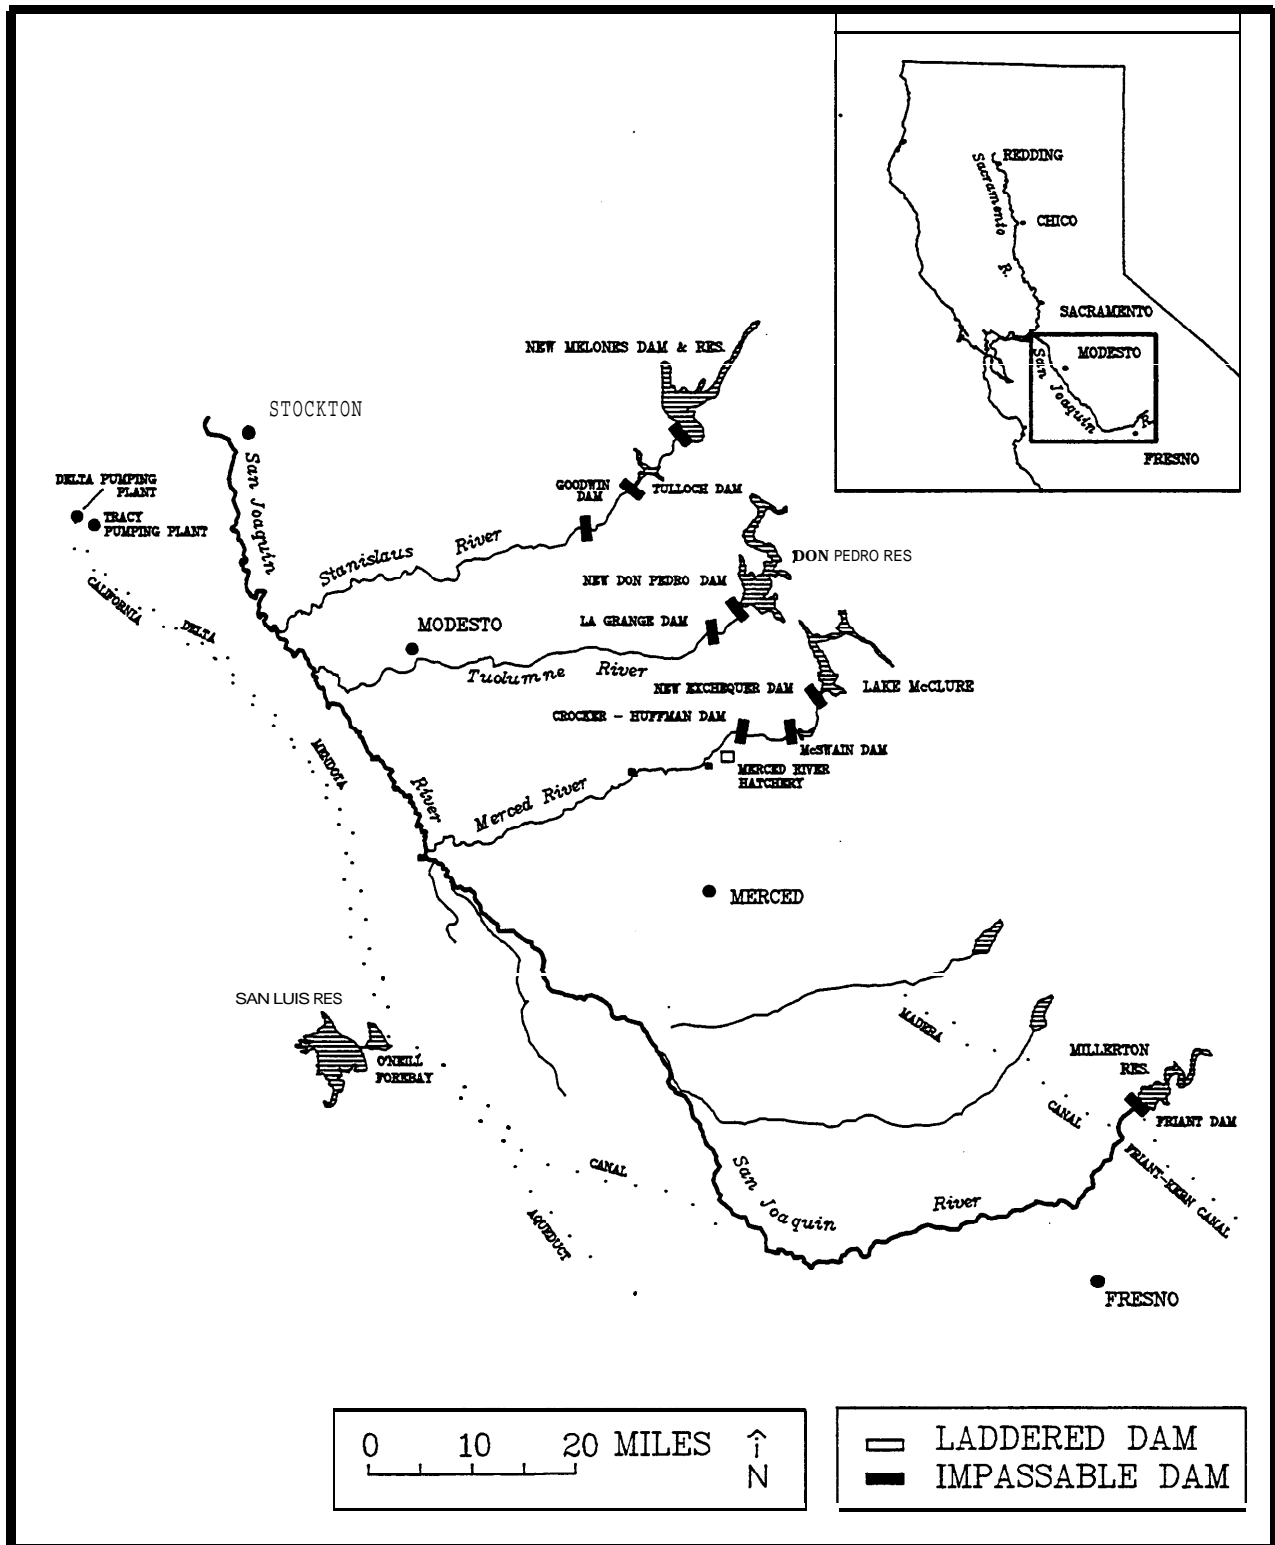 REDDING
Sacramento
CHICO
R.
SACRAMENTO
MODESTO
San
Joaquin
R.
FRESNO
NEW MELONES DAM & RES.
STOCKTON
San Joaquin
DELTA PUMPING
PLANT
TRACY
PUMPING PLANT
GOODWIN
DAM
TULLOCH DAM
Stanislaus River
DON PEDRO RES
NEW DON PEDRO DAM
CALIFORNIA
DELTA
MODESTO
LA GRANGE DAM
Tuolumne River
NEW EXCHEQUER DAM
LAKE McCLURE
CROCKER - HUFFMAN DAM
McSWAIN DAM
MERCED RIVER
HATCHERY
MENDOTA
River
Merced River
MERCED
SAN LUIS RES
O'NEILL
FOREBAY
MADERA
MILLERTON
RES.
CANAL
FRIANT DAM
FRIANT-KERN CANAL
CANAL
AQUEDUCT
San Joaquin
River
FRESNO
0 10 20 MILES
N
LADDERED DAM
IMPASSABLE DAM